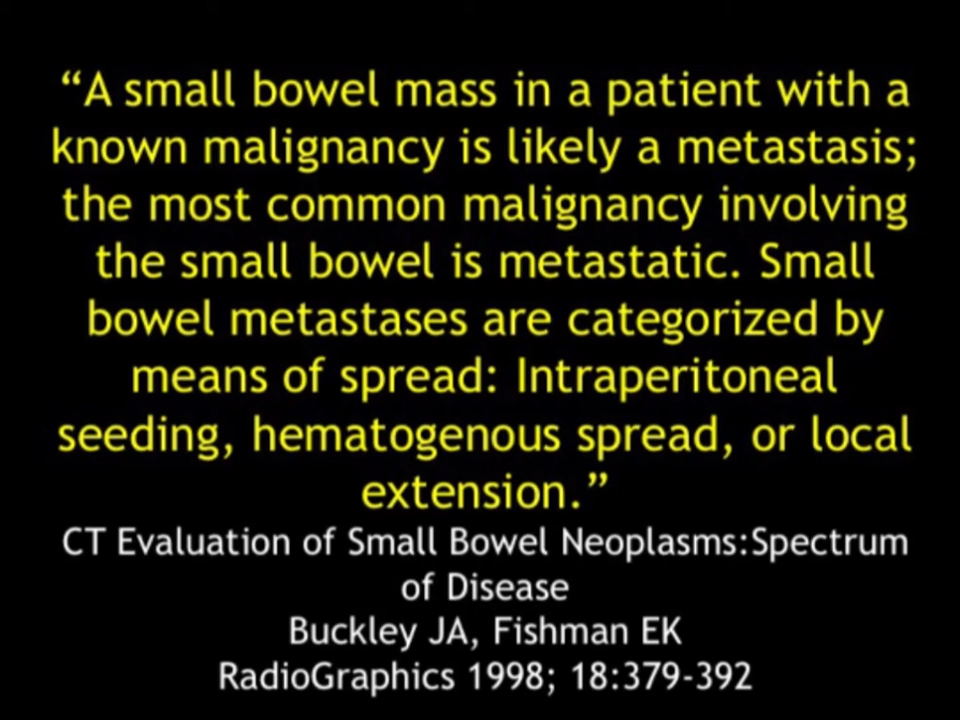 “A small bowel mass in a patient with a
known malignancy is likely a metastasis;
the most common malignancy involving
the small bowel is metastatic. Small
bowel metastases are categorized by
means of spread: Intraperitoneal
seeding, hematogenous spread, or local
extension.”
CT Evaluation of Small Bowel Neoplasms:Spectrum
of Disease
Buckley JA, Fishman EK
RadioGraphics 1998; 18:379-392